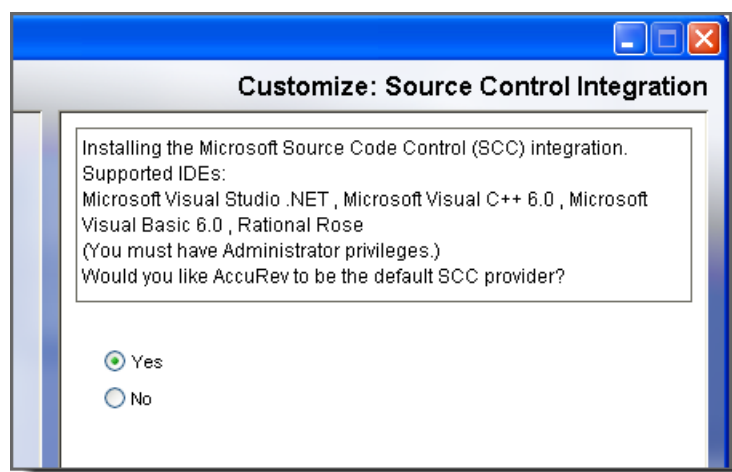 Customize: Source Control Integration
Installing the Microsoft Source Code Control (SCC) integration.
Supported IDEs:
Microsoft Visual Studio .NET , Microsoft Visual C++ 6.0 , Microsoft
Visual Basic 6.0 , Rational Rose
(You must have Administrator privileges.)
Would you like AccuRev to be the default SCC provider?
Yes
No